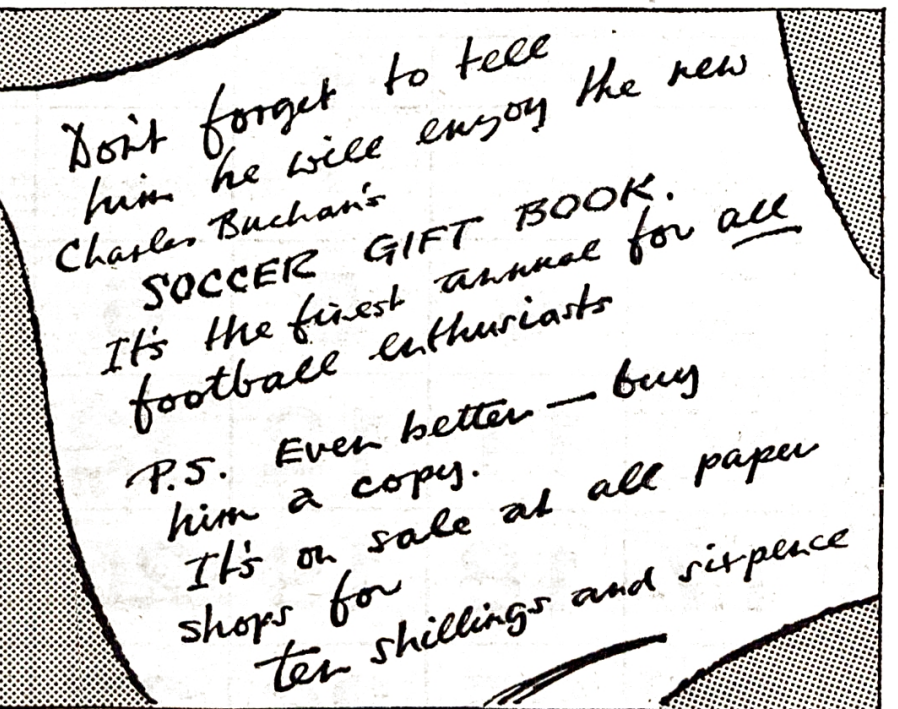 Don't forget to tell
him he will enjoy the new
Charles Buchan's
SOCCER GIFT BOOK.
It's the finest annual for all
football enthusiasts
P.S. Even better — buy
him a copy.
It's on sale at all paper
shops for
ten shillings and sixpence